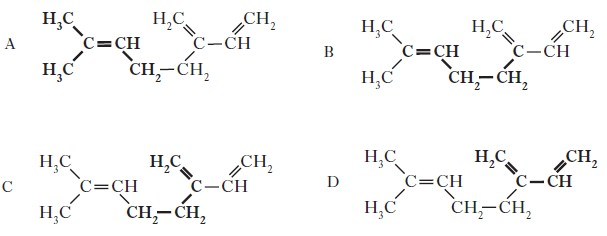 H₃C H₂C CH₂
A C=CH C–CH
H₃C CH₂–CH₂
H₃C H₂C CH₂
B C=CH C–CH
H₃C CH₂–CH₂
H₃C H₂C CH₂
C C=CH C–CH
H₃C CH₂–CH₂
H₃C H₂C CH₂
D C=CH C–CH
H₃C CH₂–CH₂